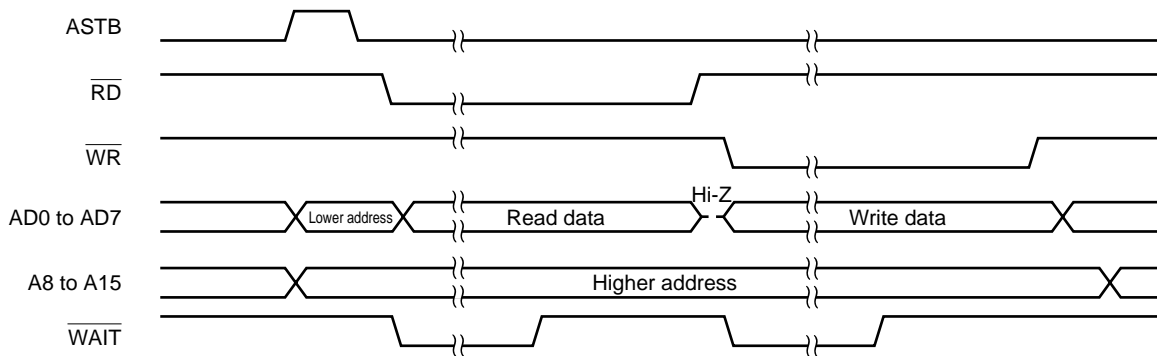 ASTB
RD
WR
Hi-Z
AD0 to AD7 Lower address Read data Write data
A8 to A15 Higher address
WAIT